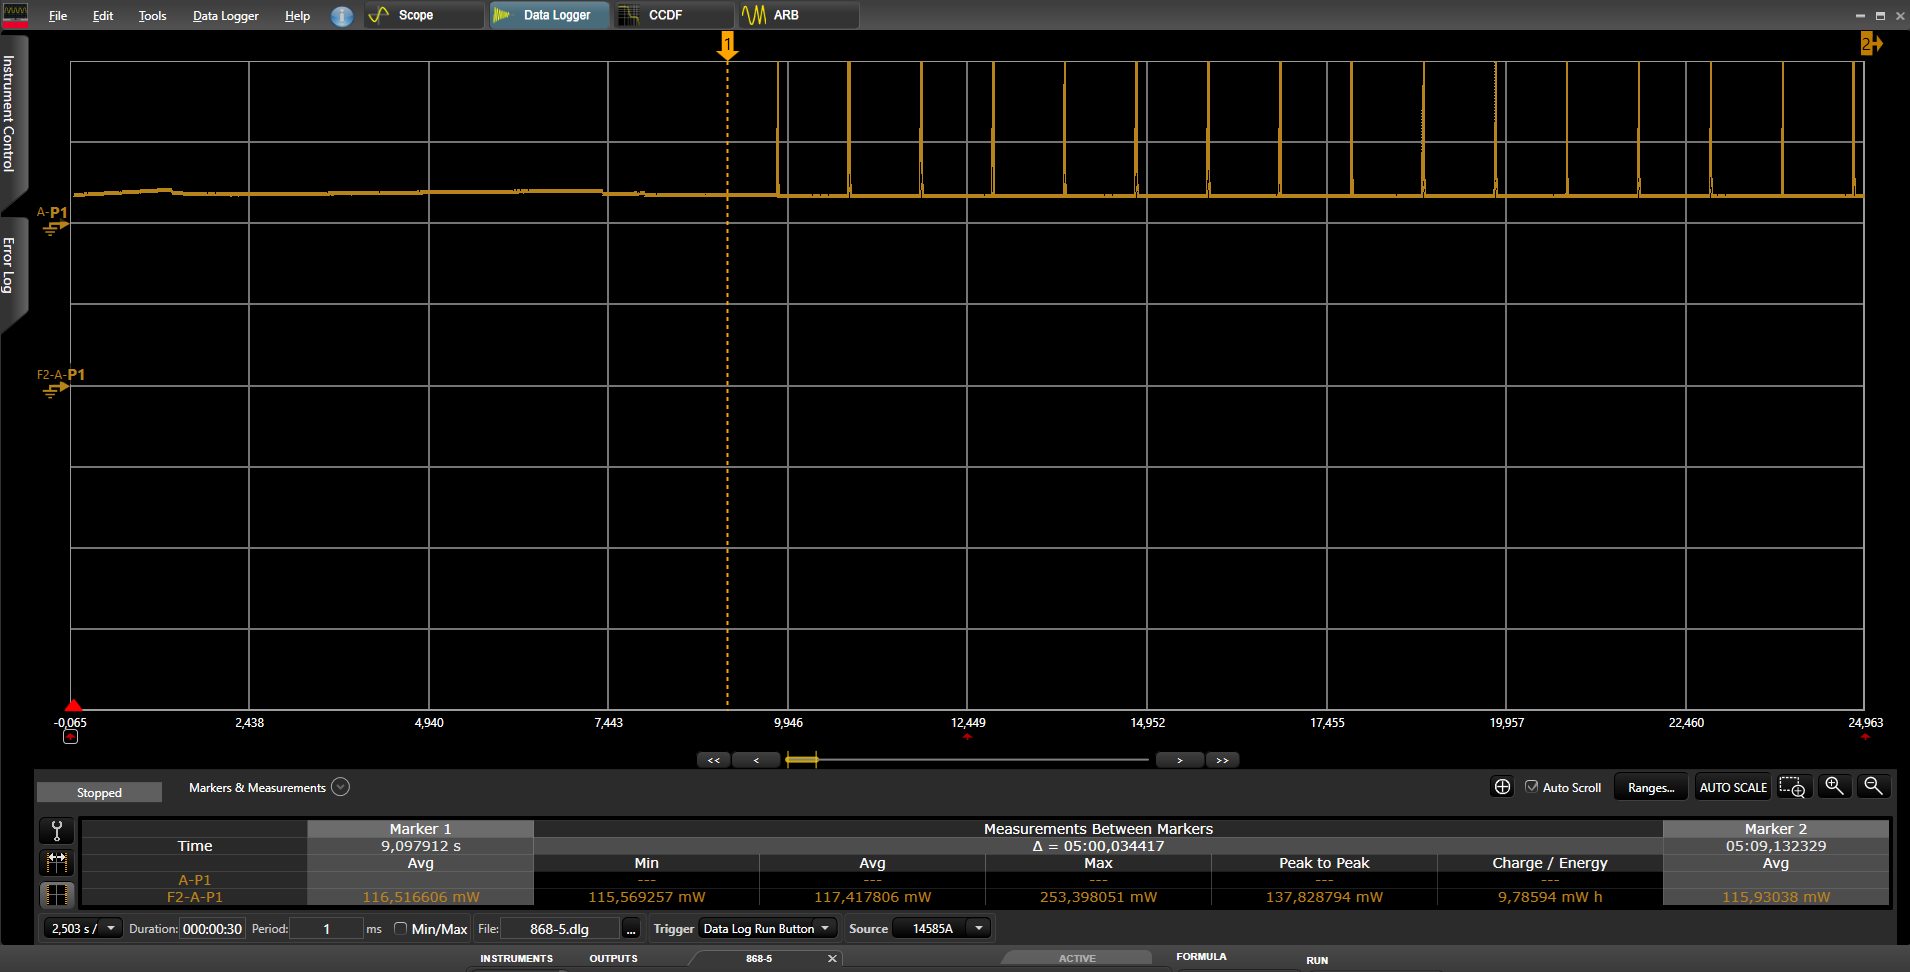 File Edit Tools Data Logger Help Scope Data Logger CCDF ARB
Instrument Control
Error Log
1
2
A-P1
F2-A-P1
-0,065 2,438 4,940 7,443 9,946 12,449 14,952 17,455 19,957 22,460 24,963
<< < > >>
Stopped Markers & Measurements Auto Scroll Ranges... AUTO SCALE
Marker 1 Measurements Between Markers Marker 2
Time 9,097912 s Δ = 05:00,034417 05:09,132329
Avg Min Avg Max Peak to Peak Charge / Energy Avg
A-P1 --- --- --- --- ---
F2-A-P1 116,516606 mW 115,569257 mW 117,417806 mW 253,398051 mW 137,828794 mW 9,78594 mW h 115,93038 mW
2,503 s / Duration: 000:00:30 Period: 1 ms Min/Max File: 868-5.dlg ... Trigger Data Log Run Button Source 14585A
INSTRUMENTS OUTPUTS 868-5 ACTIVE FORMULA RUN